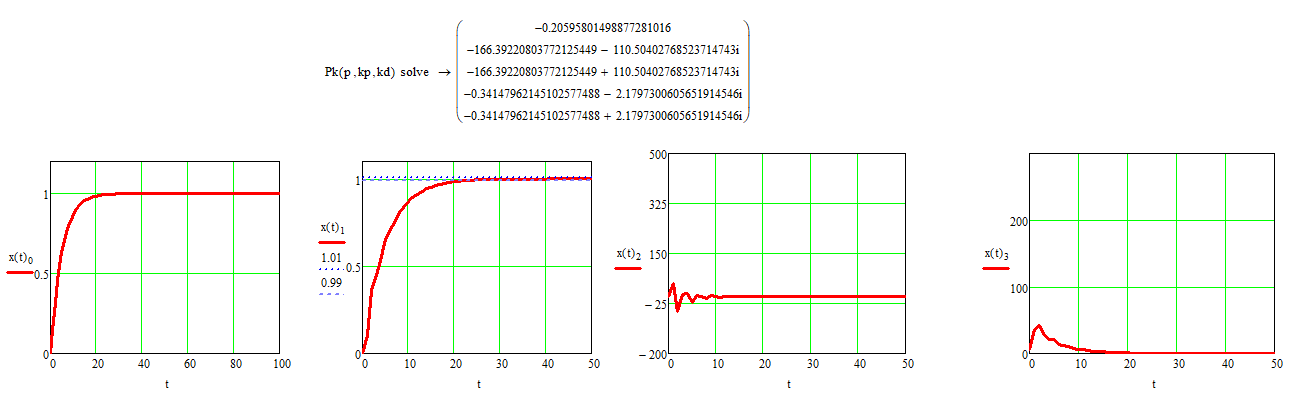 -0.20595801498877281016
-166.39220803772125449 - 110.50402768523714743i
Pk(p,kp,kd) solve → -166.39220803772125449 + 110.50402768523714743i
-0.34147962145102577488 - 2.1797300605651914546i
-0.34147962145102577488 + 2.1797300605651914546i
1
x(t)0
0.5
0
0 20 40 60 80 100
t
1
x(t)1
1.01
0.5
0.99
0
0 10 20 30 40 50
t
500
325
x(t)2
150
-25
-200
0 10 20 30 40 50
t
200
x(t)3
100
0
0 10 20 30 40 50
t